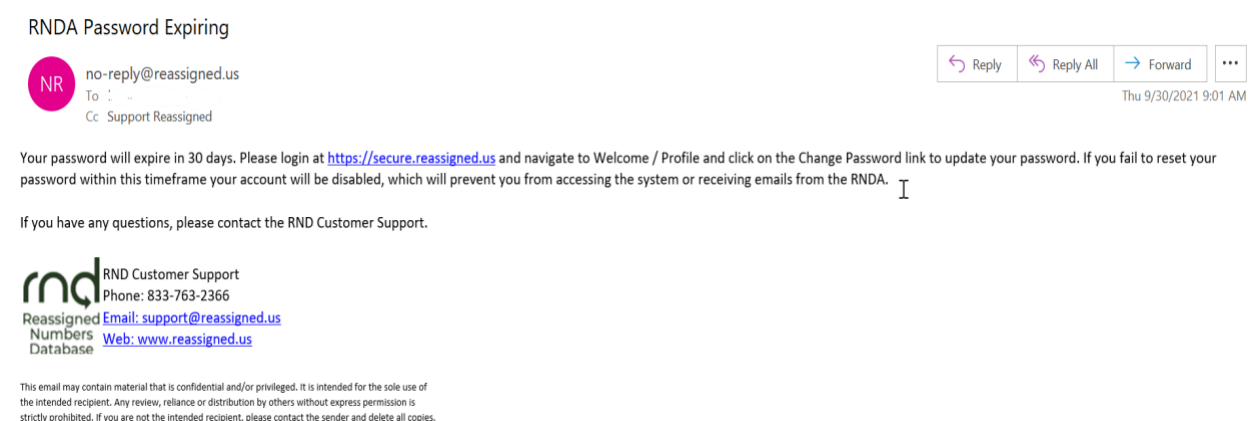 RNDA Password Expiring
NR
no-reply@reassigned.us
To
Cc Support Reassigned
Reply
Reply All
Forward
...
Thu 9/30/2021 9:01 AM
Your password will expire in 30 days. Please login at https://secure.reassigned.us and navigate to Welcome / Profile and click on the Change Password link to update your password. If you fail to reset your
password within this timeframe your account will be disabled, which will prevent you from accessing the system or receiving emails from the RNDA.
If you have any questions, please contact the RND Customer Support.
rnd
Reassigned
Numbers
Database
RND Customer Support
Phone: 833-763-2366
Email: support@reassigned.us
Web: www.reassigned.us
This email may contain material that is confidential and/or privileged. It is intended for the sole use of
the intended recipient. Any review, reliance or distribution by others without express permission is
strictly prohibited. If you are not the intended recipient, please contact the sender and delete all copies.